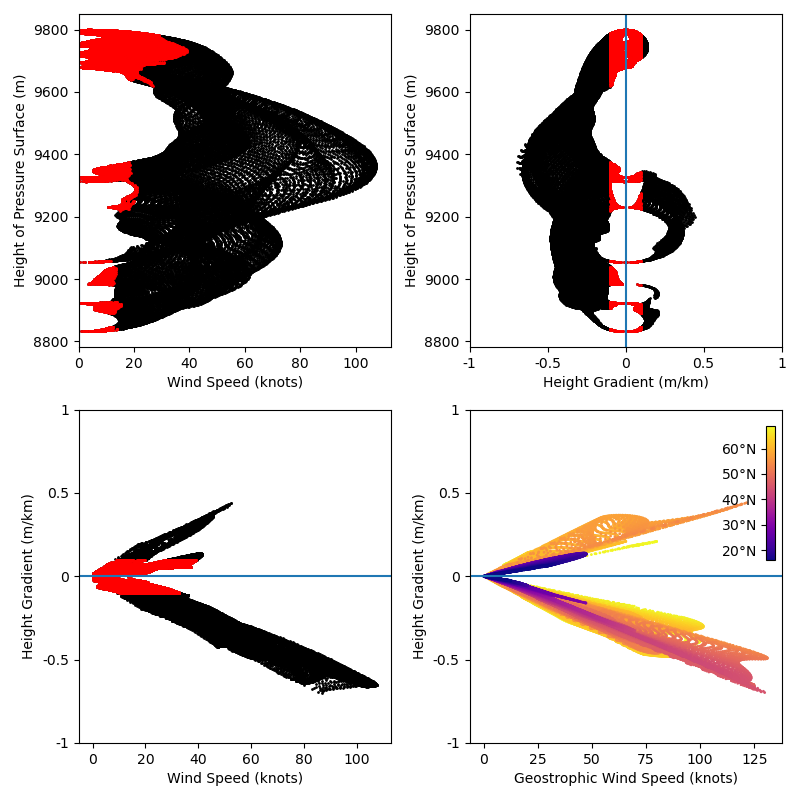 9800
9600
9400
9200
9000
8800
Height of Pressure Surface (m)
0 20 40 60 80 100
Wind Speed (knots)
9800
9600
9400
9200
9000
8800
Height of Pressure Surface (m)
-1 -0.5 0 0.5 1
Height Gradient (m/km)
1
0.5
0
-0.5
-1
Height Gradient (m/km)
0 20 40 60 80 100
Wind Speed (knots)
1
0.5
0
-0.5
-1
Height Gradient (m/km)
60°N
50°N
40°N
30°N
20°N
0 25 50 75 100 125
Geostrophic Wind Speed (knots)